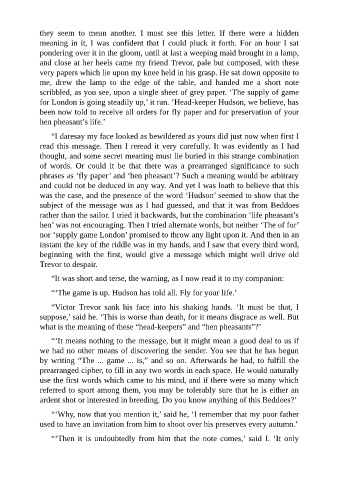 they seem to mean another. I must see this letter. If there were a hidden
meaning in it, I was confident that I could pluck it forth. For an hour I sat
pondering over it in the gloom, until at last a weeping maid brought in a lamp,
and close at her heels came my friend Trevor, pale but composed, with these
very papers which lie upon my knee held in his grasp. He sat down opposite to
me, drew the lamp to the edge of the table, and handed me a short note
scribbled, as you see, upon a single sheet of grey paper. ‘The supply of game
for London is going steadily up,’ it ran. ‘Head-keeper Hudson, we believe, has
been now told to receive all orders for fly paper and for preservation of your
hen pheasant’s life.’
“I daresay my face looked as bewildered as yours did just now when first I
read this message. Then I reread it very carefully. It was evidently as I had
thought, and some secret meaning must lie buried in this strange combination
of words. Or could it be that there was a prearranged significance to such
phrases as ‘fly paper’ and ‘hen pheasant’? Such a meaning would be arbitrary
and could not be deduced in any way. And yet I was loath to believe that this
was the case, and the presence of the word ‘Hudson’ seemed to show that the
subject of the message was as I had guessed, and that it was from Beddoes
rather than the sailor. I tried it backwards, but the combination ‘life pheasant’s
hen’ was not encouraging. Then I tried alternate words, but neither ‘The of for’
nor ‘supply game London’ promised to throw any light upon it. And then in an
instant the key of the riddle was in my hands, and I saw that every third word,
beginning with the first, would give a message which might well drive old
Trevor to despair.
“It was short and terse, the warning, as I now read it to my companion:
“‘The game is up. Hudson has told all. Fly for your life.’
“Victor Trevor sank his face into his shaking hands. ‘It must be that, I
suppose,’ said he. ‘This is worse than death, for it means disgrace as well. But
what is the meaning of these “head-keepers” and “hen pheasants”?’
“‘It means nothing to the message, but it might mean a good deal to us if
we had no other means of discovering the sender. You see that he has begun
by writing “The ... game ... is,” and so on. Afterwards he had, to fulfill the
prearranged cipher, to fill in any two words in each space. He would naturally
use the first words which came to his mind, and if there were so many which
referred to sport among them, you may be tolerably sure that he is either an
ardent shot or interested in breeding. Do you know anything of this Beddoes?’
“‘Why, now that you mention it,’ said he, ‘I remember that my poor father
used to have an invitation from him to shoot over his preserves every autumn.’
“‘Then it is undoubtedly from him that the note comes,’ said I. ‘It only